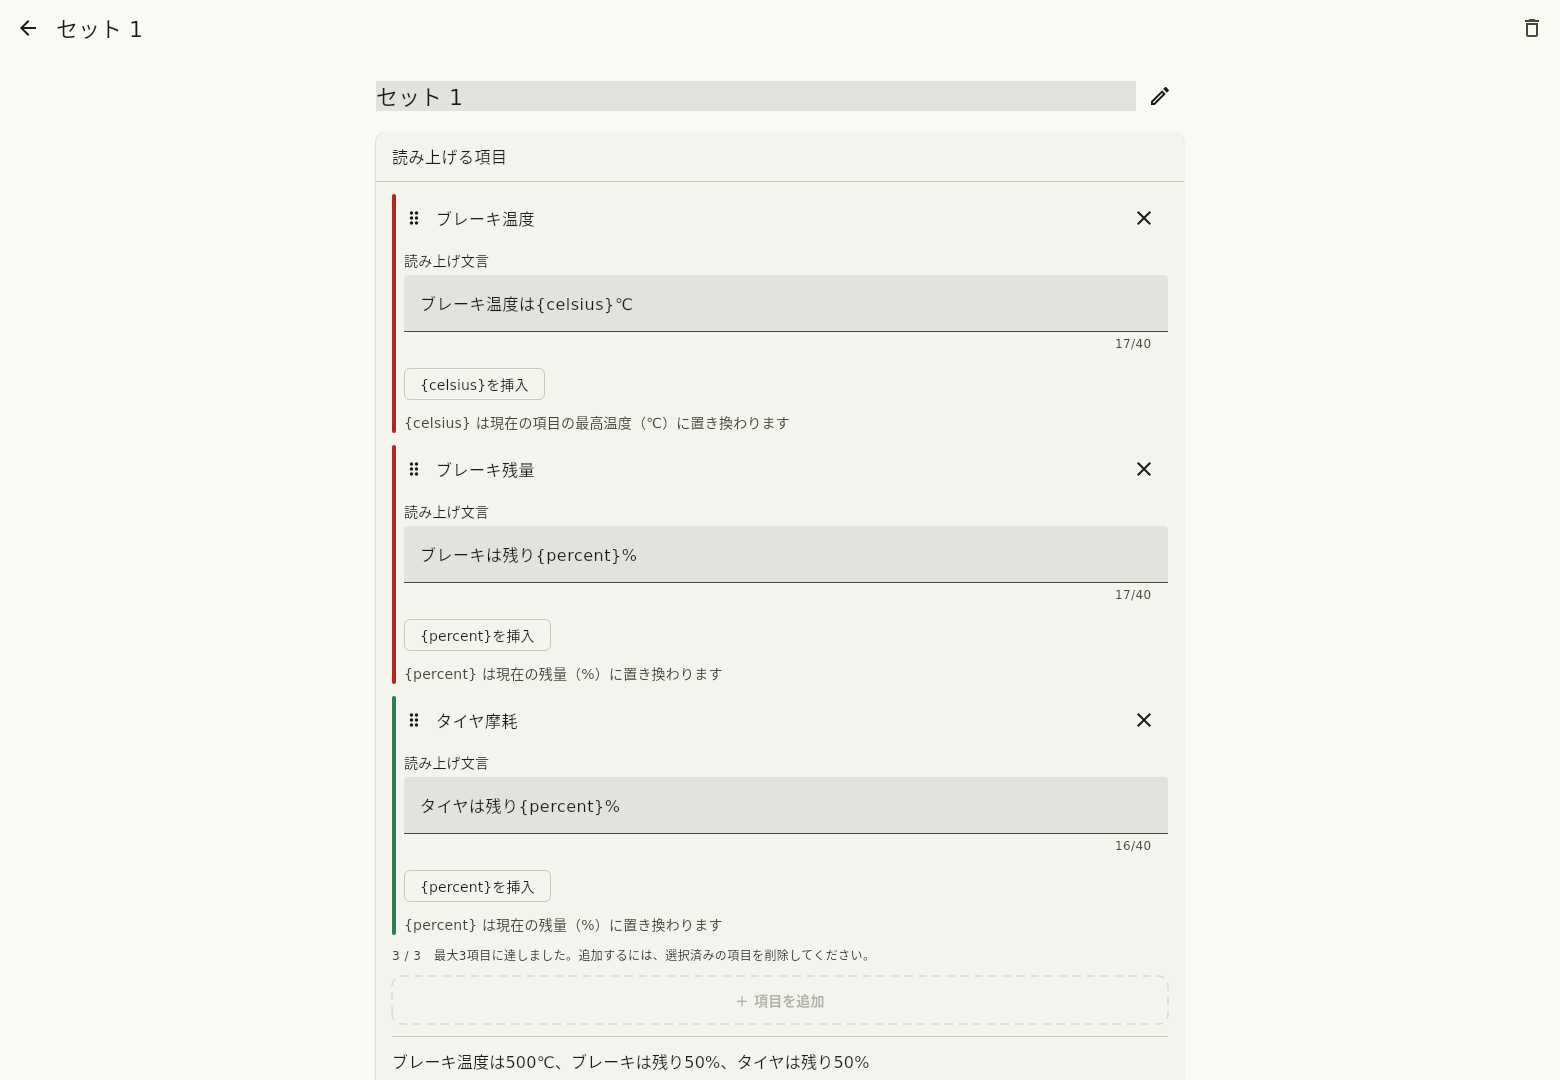 セット 1
セット 1
読み上げる項目
ブレーキ温度
読み上げ文言
ブレーキ温度は{celsius}℃
17/40
{celsius}を挿入
{celsius} は現在の項目の最高温度（℃）に置き換わります
ブレーキ残量
読み上げ文言
ブレーキは残り{percent}%
17/40
{percent}を挿入
{percent} は現在の残量（%）に置き換わります
タイヤ摩耗
読み上げ文言
タイヤは残り{percent}%
16/40
{percent}を挿入
{percent} は現在の残量（%）に置き換わります
3 / 3　最大3項目に達しました。追加するには、選択済みの項目を削除してください。
+ 項目を追加
ブレーキ温度は500℃、ブレーキは残り50%、タイヤは残り50%